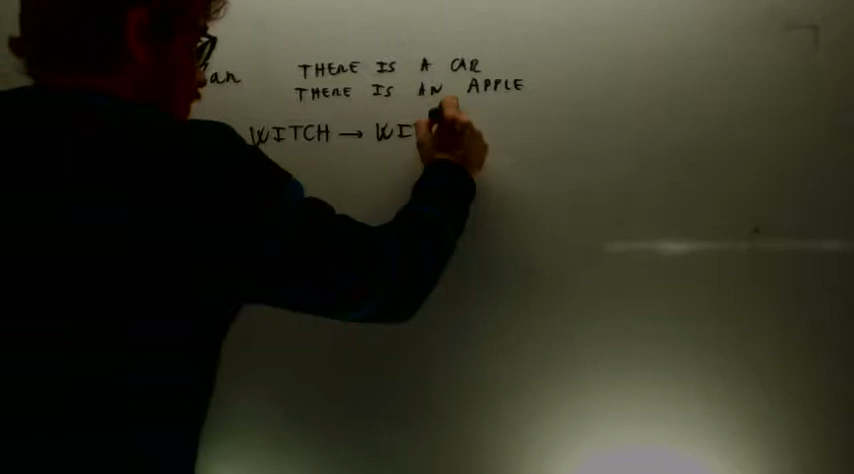 an THERE IS A CAR
THERE IS AN APPLE
WITCH → WI